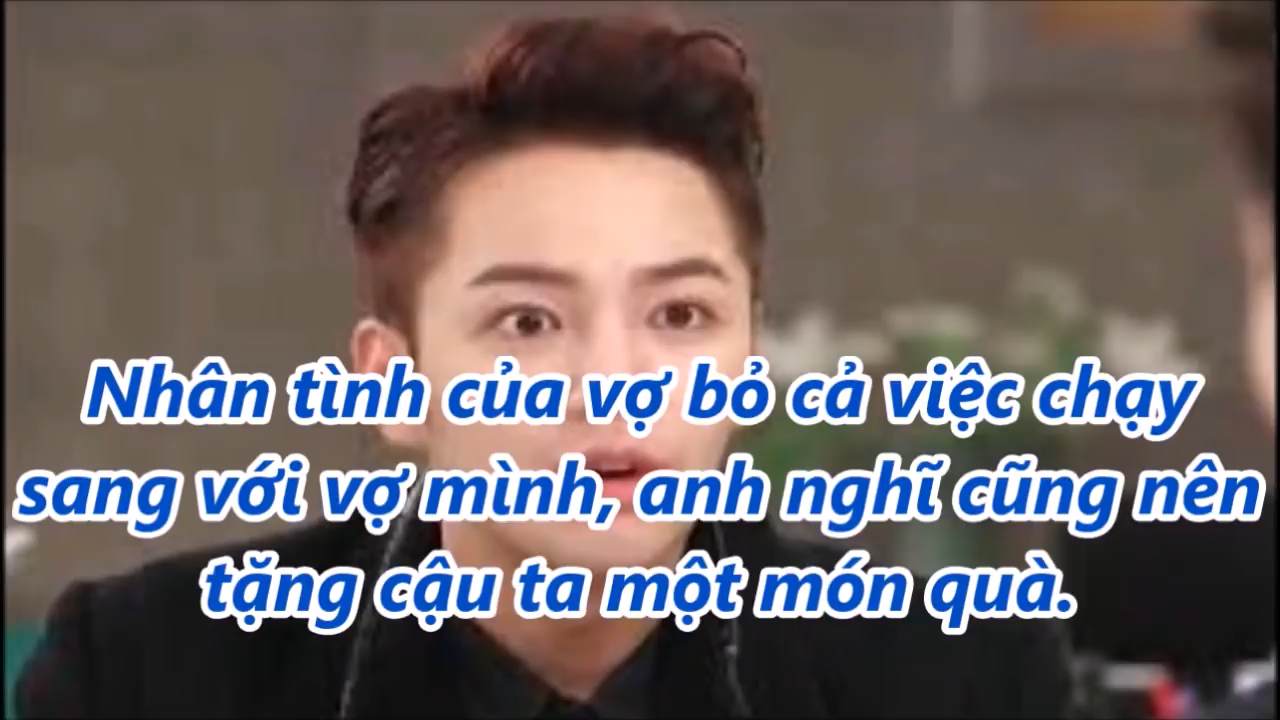 Nhân tình của vợ bỏ cả việc chạy
sang với vợ mình, anh nghĩ cũng nên
tặng cậu ta một món quà.